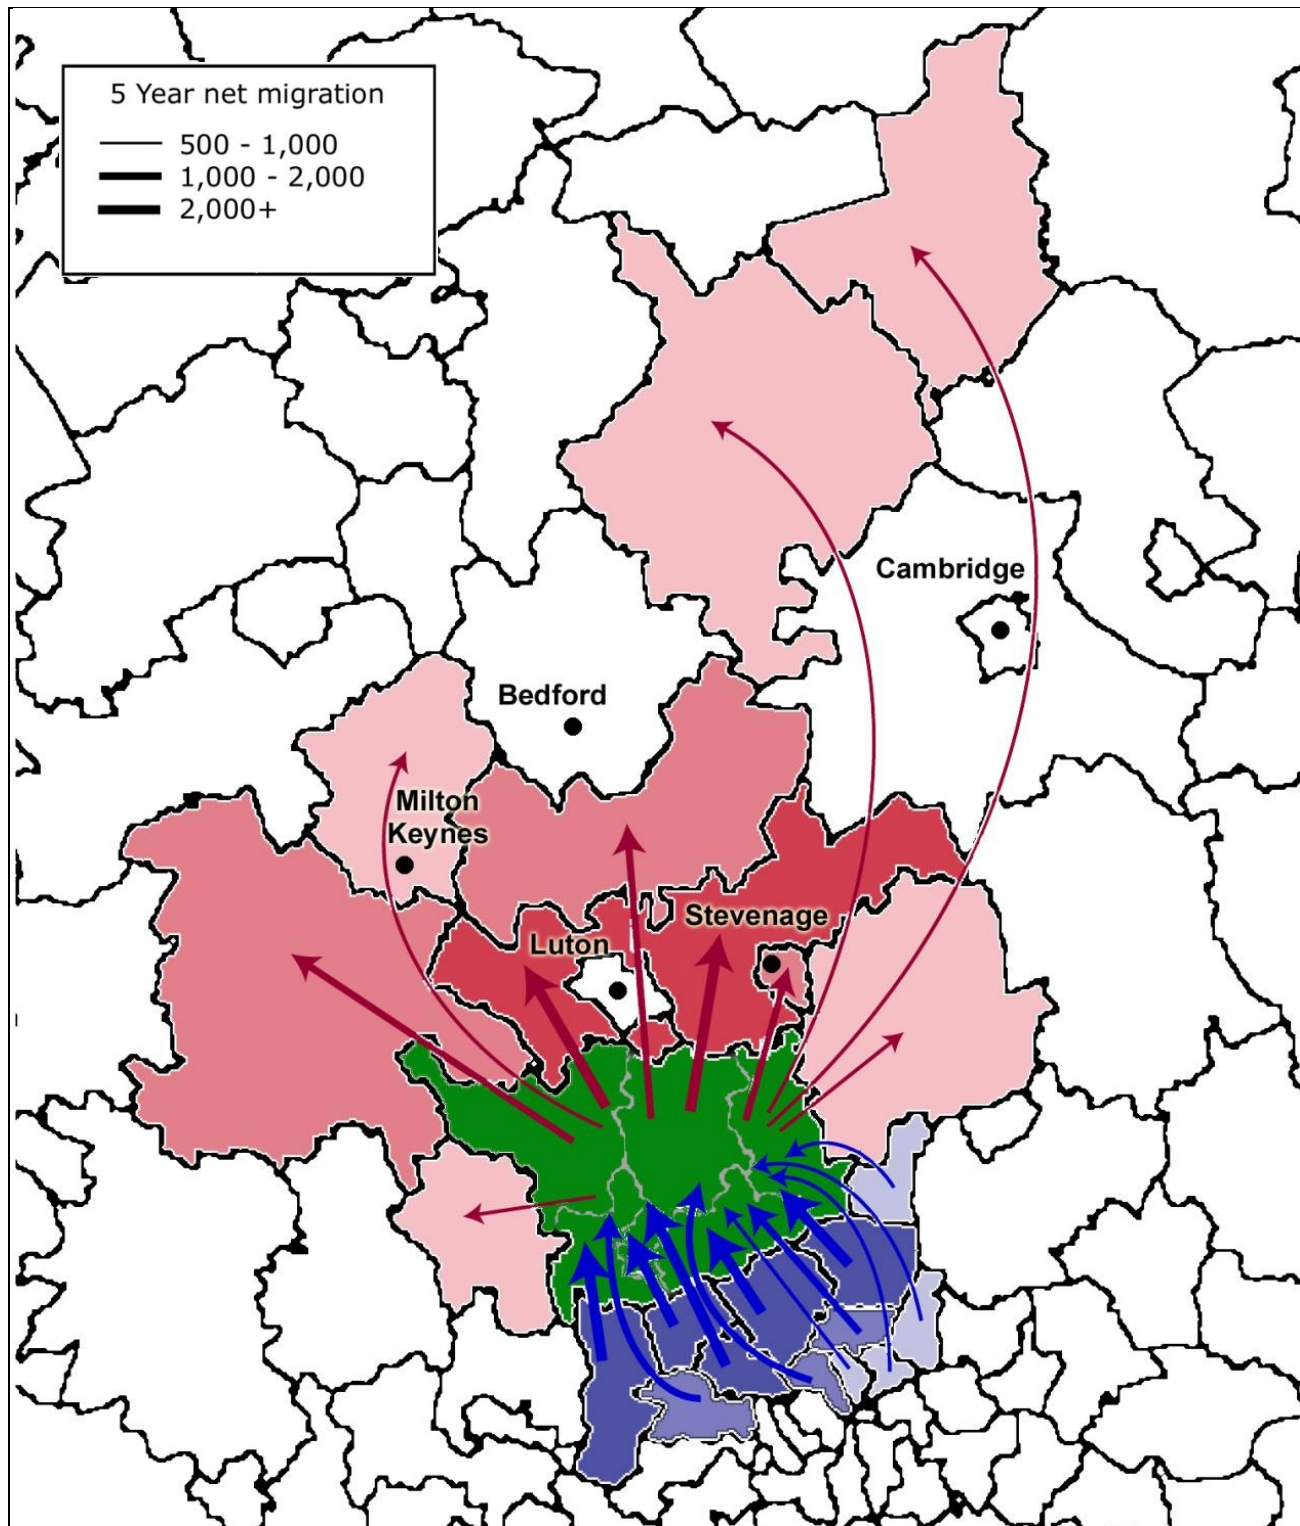 5 Year net migration
500 - 1,000
1,000 - 2,000
2,000+
Cambridge
Bedford
Milton
Keynes
Stevenage
Luton